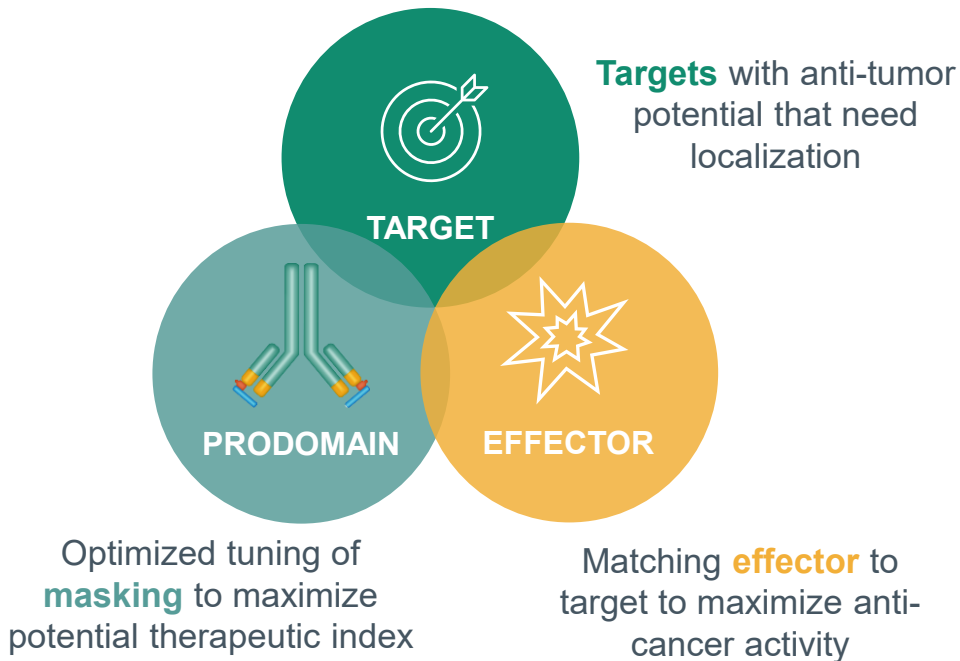 Targets with anti-tumor
potential that need
localization
TARGET
PRODOMAIN
EFFECTOR
Optimized tuning of
masking to maximize
potential therapeutic index
Matching effector to
target to maximize anti-
cancer activity